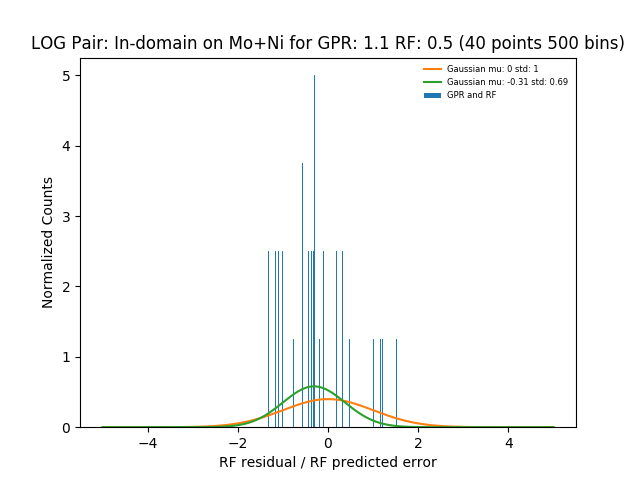 LOG Pair: In-domain on Mo+Ni for GPR: 1.1 RF: 0.5 (40 points 500 bins)
Gaussian mu: 0 std: 1
Gaussian mu: -0.31 std: 0.69
GPR and RF
Normalized Counts
5
4
3
2
1
0
−4 −2 0 2 4
RF residual / RF predicted error